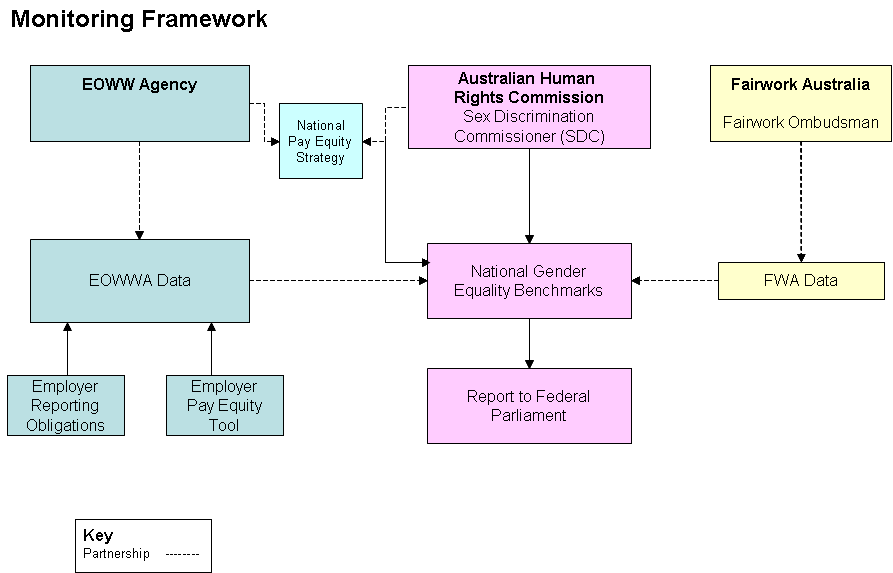 Monitoring Framework
EOWW Agency
National
Pay Equity
Strategy
Australian Human
Rights Commission
Sex Discrimination
Commissioner (SDC)
Fairwork Australia
Fairwork Ombudsman
EOWWA Data
National Gender
Equality Benchmarks
FWA Data
Employer
Reporting
Obligations
Employer
Pay Equity
Tool
Report to Federal
Parliament
Key
Partnership --------